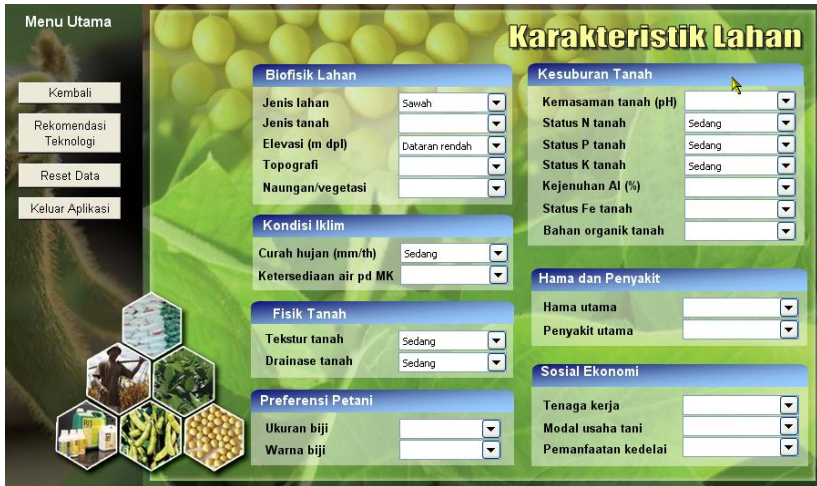 Menu Utama
Kembali
Rekomendasi
Teknologi
Reset Data
Keluar Aplikasi
Karakteristik Lahan
Biofisik Lahan
Jenis lahan Sawah
Jenis tanah
Elevasi (m dpl) Dataran rendah
Topografi
Naungan/vegetasi
Kondisi Iklim
Curah hujan (mm/th) Sedang
Ketersediaan air pd MK
Fisik Tanah
Tekstur tanah Sedang
Drainase tanah Sedang
Preferensi Petani
Ukuran biji
Warna biji
Kesuburan Tanah
Kemasaman tanah (pH)
Status N tanah Sedang
Status P tanah Sedang
Status K tanah Sedang
Kejenuhan Al (%)
Status Fe tanah
Bahan organik tanah
Hama dan Penyakit
Hama utama
Penyakit utama
Sosial Ekonomi
Tenaga kerja
Modal usaha tani
Pemanfaatan kedelai